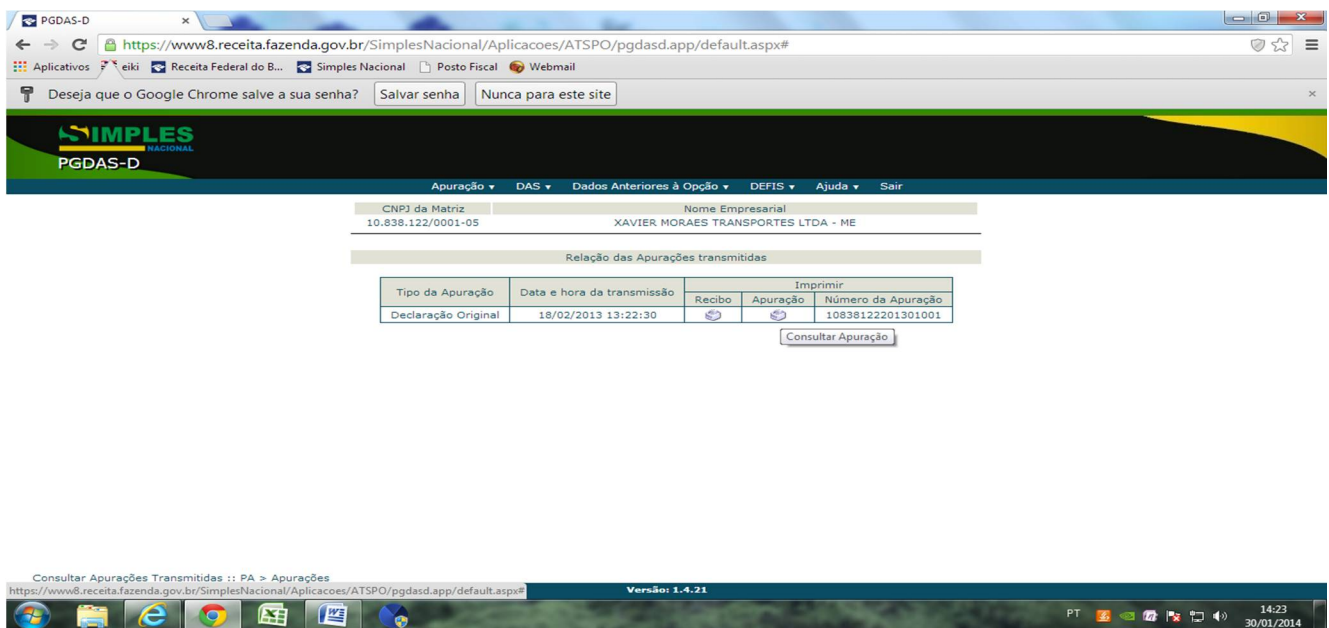 PGDAS-D
https://www8.receita.fazenda.gov.br/SimplesNacional/Aplicacoes/ATSPO/pgdasd.app/default.aspx#
Aplicativos eiki Receita Federal do B... Simples Nacional Posto Fiscal Webmail
Deseja que o Google Chrome salve a sua senha? Salvar senha Nunca para este site
SIMPLES
NACIONAL
PGDAS-D
Apuração DAS Dados Anteriores à Opção DEFIS Ajuda Sair
CNPJ da Matriz Nome Empresarial
10.838.122/0001-05 XAVIER MORAES TRANSPORTES LTDA - ME
Relação das Apurações transmitidas
Tipo da Apuração Data e hora da transmissão Imprimir
Recibo Apuração Número da Apuração
Declaração Original 18/02/2013 13:22:30 10838122201301001
Consultar Apuração
Consultar Apurações Transmitidas :: PA > Apurações
https://www8.receita.fazenda.gov.br/SimplesNacional/Aplicacoes/ATSPO/pgdasd.app/default.aspx# Versão: 1.4.21
PT 14:23
30/01/2014